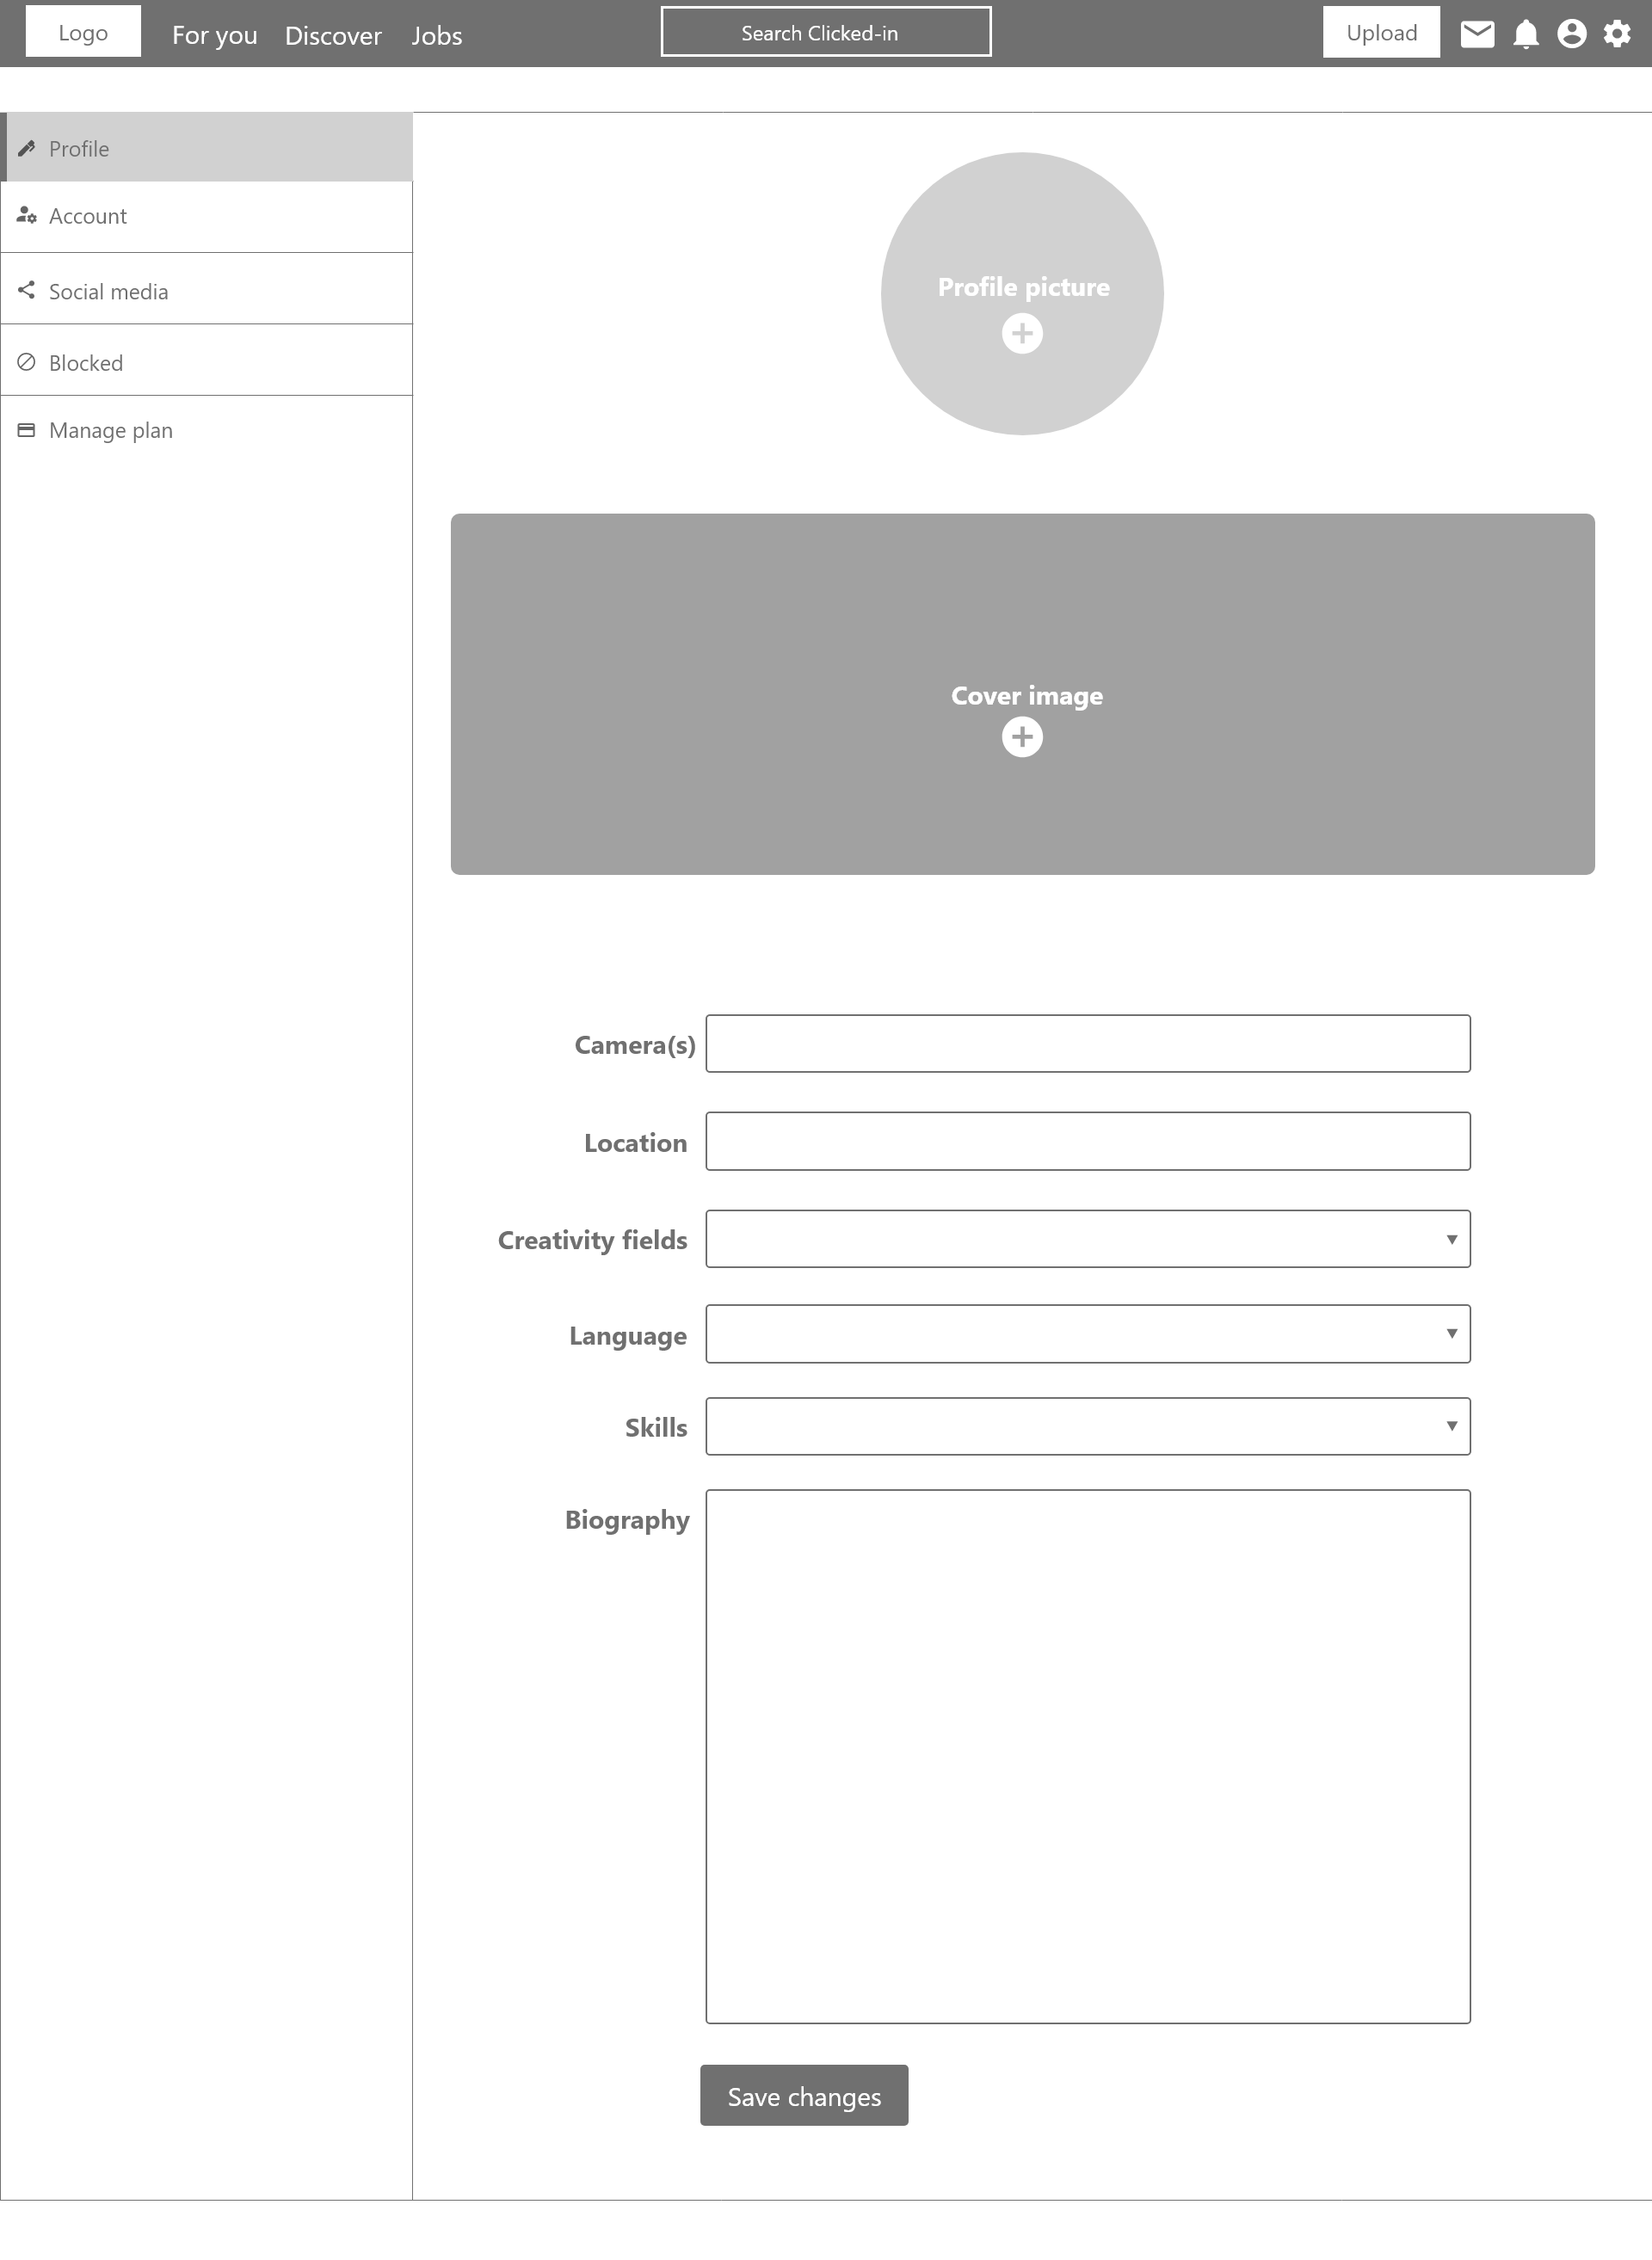 Logo
For you
Discover
Jobs
Search Clicked-in
Upload
Profile
Account
Social media
Blocked
Manage plan
Profile picture
Cover image
Camera(s)
Location
Creativity fields
Language
Skills
Biography
Save changes